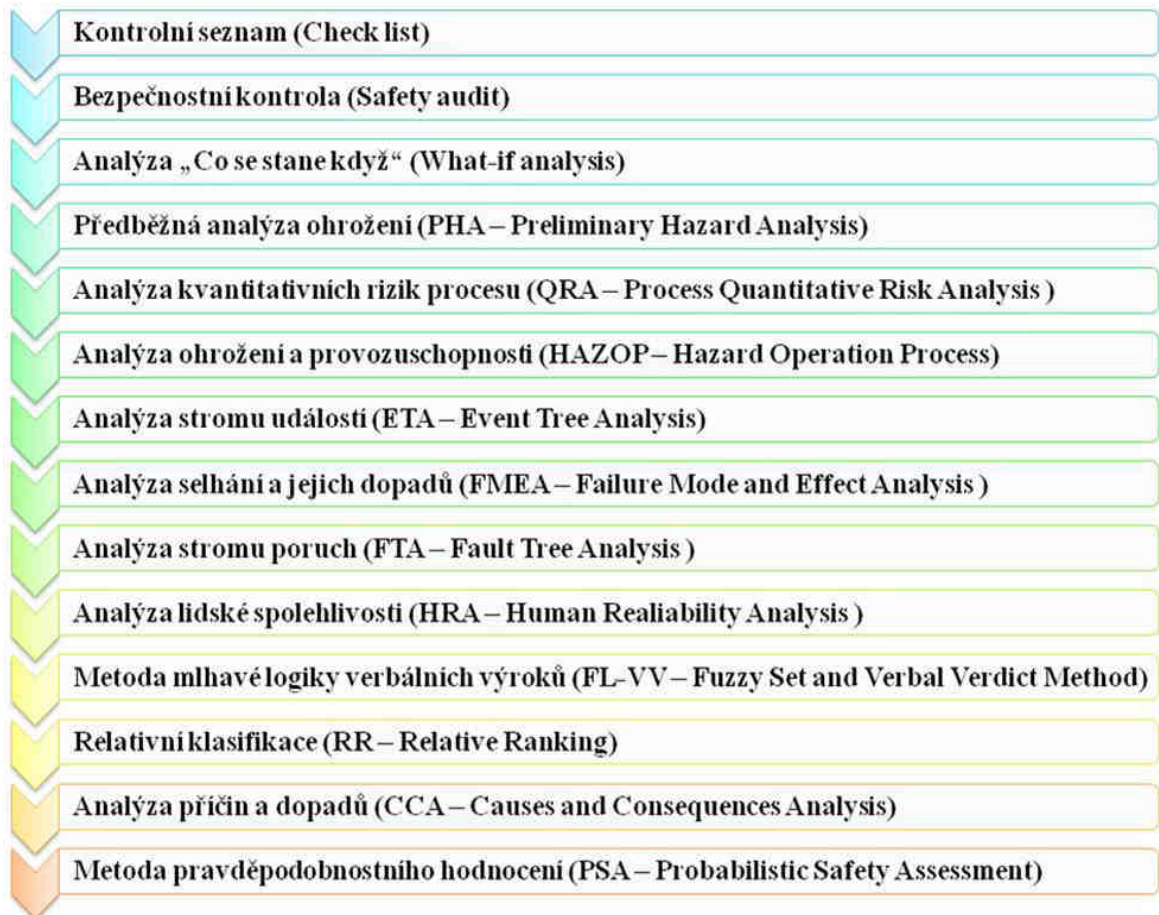 Kontrolní seznam (Check list)
Bezpečnostní kontrola (Safety audit)
Analýza „Co se stane když“ (What-if analysis)
Předběžná analýza ohrožení (PHA – Preliminary Hazard Analysis)
Analýza kvantitativních rizik procesu (QRA – Process Quantitative Risk Analysis )
Analýza ohrožení a provozuschopnosti (HAZOP – Hazard Operation Process)
Analýza stromu událostí (ETA – Event Tree Analysis)
Analýza selhání a jejich dopadů (FMEA – Failure Mode and Effect Analysis )
Analýza stromu poruch (FTA – Fault Tree Analysis )
Analýza lidské spolehlivosti (HRA – Human Realiability Analysis )
Metoda mlhavé logiky verbálních výroků (FL-VV – Fuzzy Set and Verbal Verdict Method)
Relativní klasifikace (RR – Relative Ranking)
Analýza příčin a dopadů (CCA – Causes and Consequences Analysis)
Metoda pravděpodobnostního hodnocení (PSA – Probabilistic Safety Assessment)